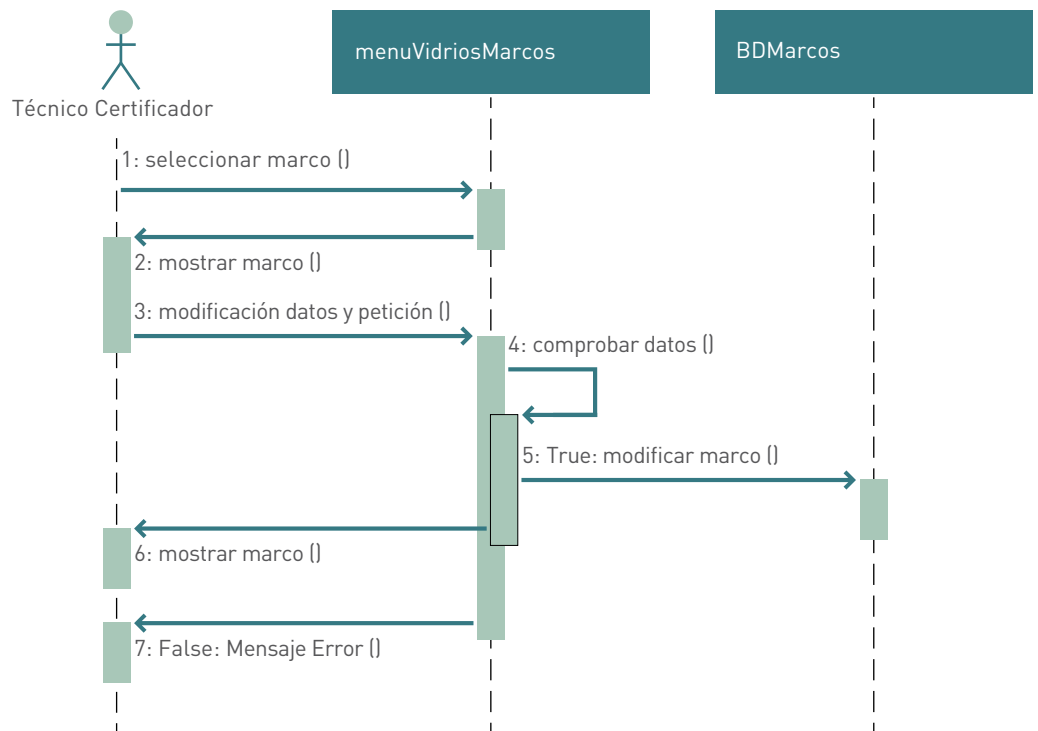 menuVidriosMarcos
BDMarcos
Técnico Certificador
1: seleccionar marco ()
2: mostrar marco ()
3: modificación datos y petición ()
4: comprobar datos ()
5: True: modificar marco ()
6: mostrar marco ()
7: False: Mensaje Error ()